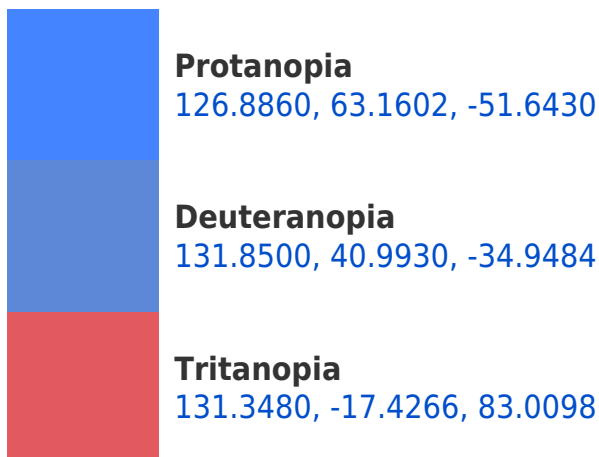 Protanopia
126.8860, 63.1602, -51.6430
Deuteranopia
131.8500, 40.9930, -34.9484
Tritanopia
131.3480, -17.4266, 83.0098